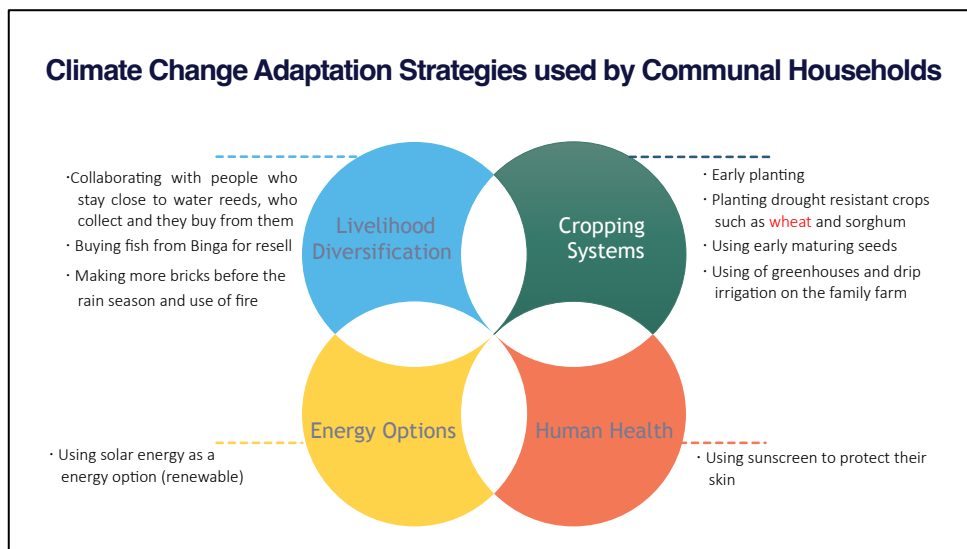 Climate Change Adaptation Strategies used by Communal Households
·Collaborating with people who
stay close to water reeds, who
collect and they buy from them
· Buying fish from Binga for resell
· Making more bricks before the
rain season and use of fire
Livelihood
Diversification
Cropping
Systems
· Early planting
· Planting drought resistant crops
such as wheat and sorghum
· Using early maturing seeds
· Using of greenhouses and drip
irrigation on the family farm
Energy Options
Human Health
· Using solar energy as a
energy option (renewable)
· Using sunscreen to protect their
skin